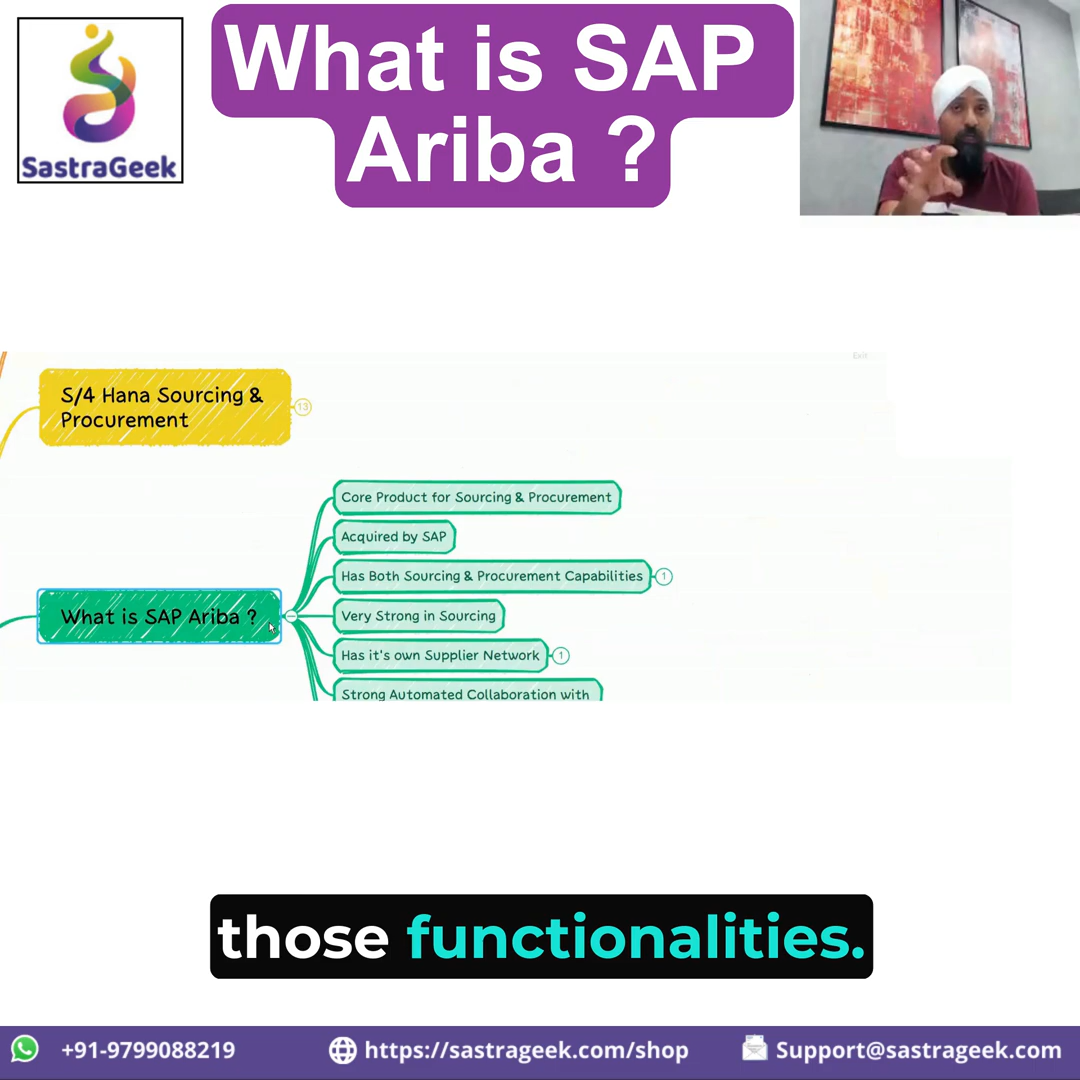 What is SAP
Ariba ?
SastraGeek
Exit
S/4 Hana Sourcing &
Procurement
13
Core Product for Sourcing & Procurement
Acquired by SAP
Has Both Sourcing & Procurement Capabilities
1
What is SAP Ariba ?
Very Strong in Sourcing
Has it's own Supplier Network
1
Strong Automated Collaboration with
those functionalities.
+91-9799088219
https://sastrageek.com/shop
Support@sastrageek.com